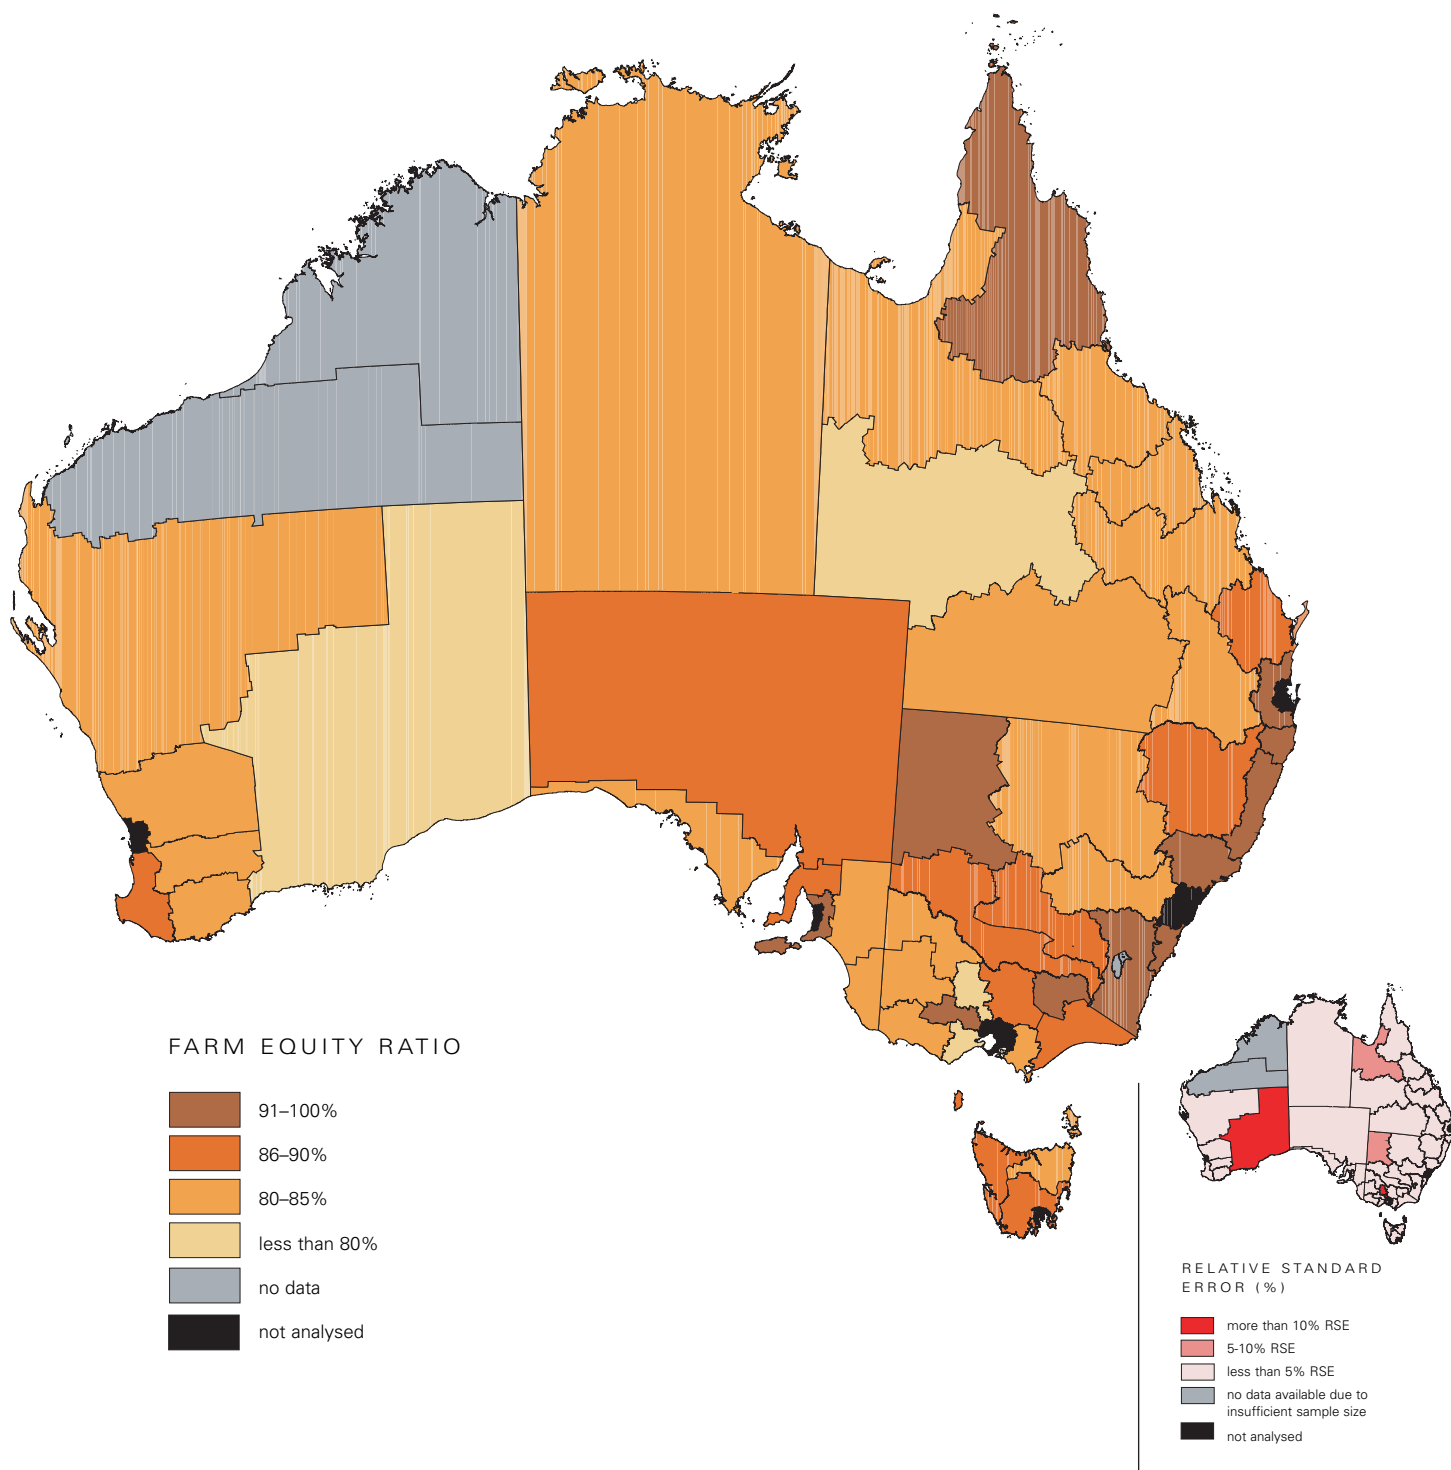 FARM EQUITY RATIO
91–100%
86–90%
80–85%
less than 80%
no data
not analysed
RELATIVE STANDARD
ERROR (%)
more than 10% RSE
5-10% RSE
less than 5% RSE
no data available due to
insufficient sample size
not analysed